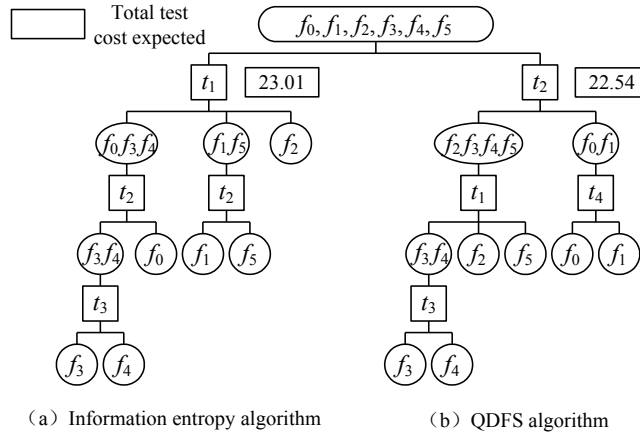 Total test
cost expected
f₀, f₁, f₂, f₃, f₄, f₅
t₁ 23.01 t₂ 22.54
f₀f₃f₄ f₁f₅ f₂ f₂f₃f₄f₅ f₀f₁
t₂ t₂ t₁ t₄
f₃f₄ f₀ f₁ f₅ f₃f₄ f₂ f₅ f₀ f₁
t₃ t₃
f₃ f₄ f₃ f₄
（a）Information entropy algorithm （b）QDFS algorithm